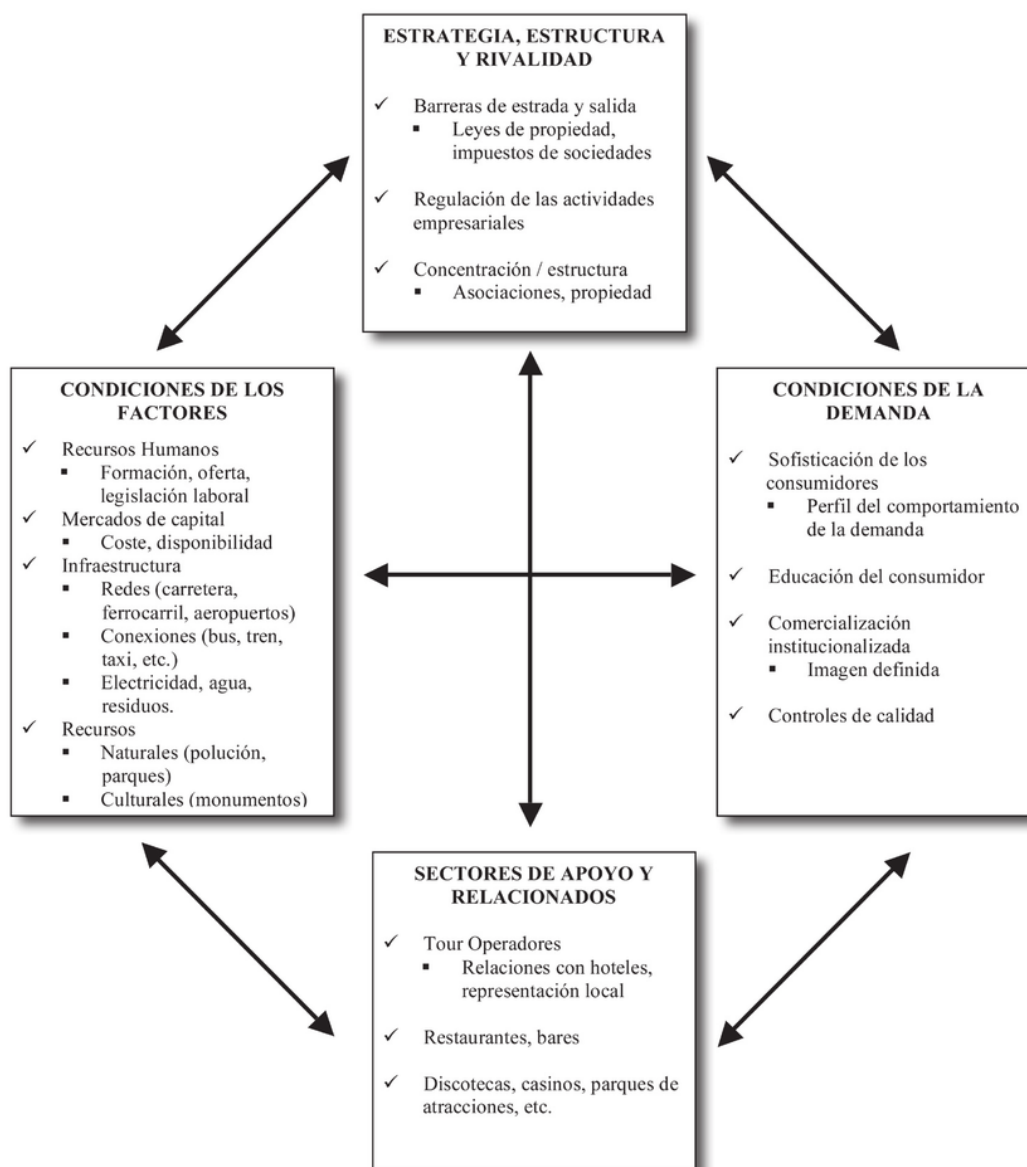 ESTRATEGIA, ESTRUCTURA
Y RIVALIDAD
✓ Barreras de estrada y salida
▪ Leyes de propiedad,
impuestos de sociedades
✓ Regulación de las actividades
empresariales
✓ Concentración / estructura
▪ Asociaciones, propiedad
CONDICIONES DE LOS
FACTORES
✓ Recursos Humanos
▪ Formación, oferta,
legislación laboral
✓ Mercados de capital
▪ Coste, disponibilidad
✓ Infraestructura
▪ Redes (carretera,
ferrocarril, aeropuertos)
▪ Conexiones (bus, tren,
taxi, etc.)
▪ Electricidad, agua,
residuos.
✓ Recursos
▪ Naturales (polución,
parques)
▪ Culturales (monumentos)
CONDICIONES DE LA
DEMANDA
✓ Sofisticación de los
consumidores
▪ Perfil del comportamiento
de la demanda
✓ Educación del consumidor
✓ Comercialización
institucionalizada
▪ Imagen definida
✓ Controles de calidad
SECTORES DE APOYO Y
RELACIONADOS
✓ Tour Operadores
▪ Relaciones con hoteles,
representación local
✓ Restaurantes, bares
✓ Discotecas, casinos, parques de
atracciones, etc.